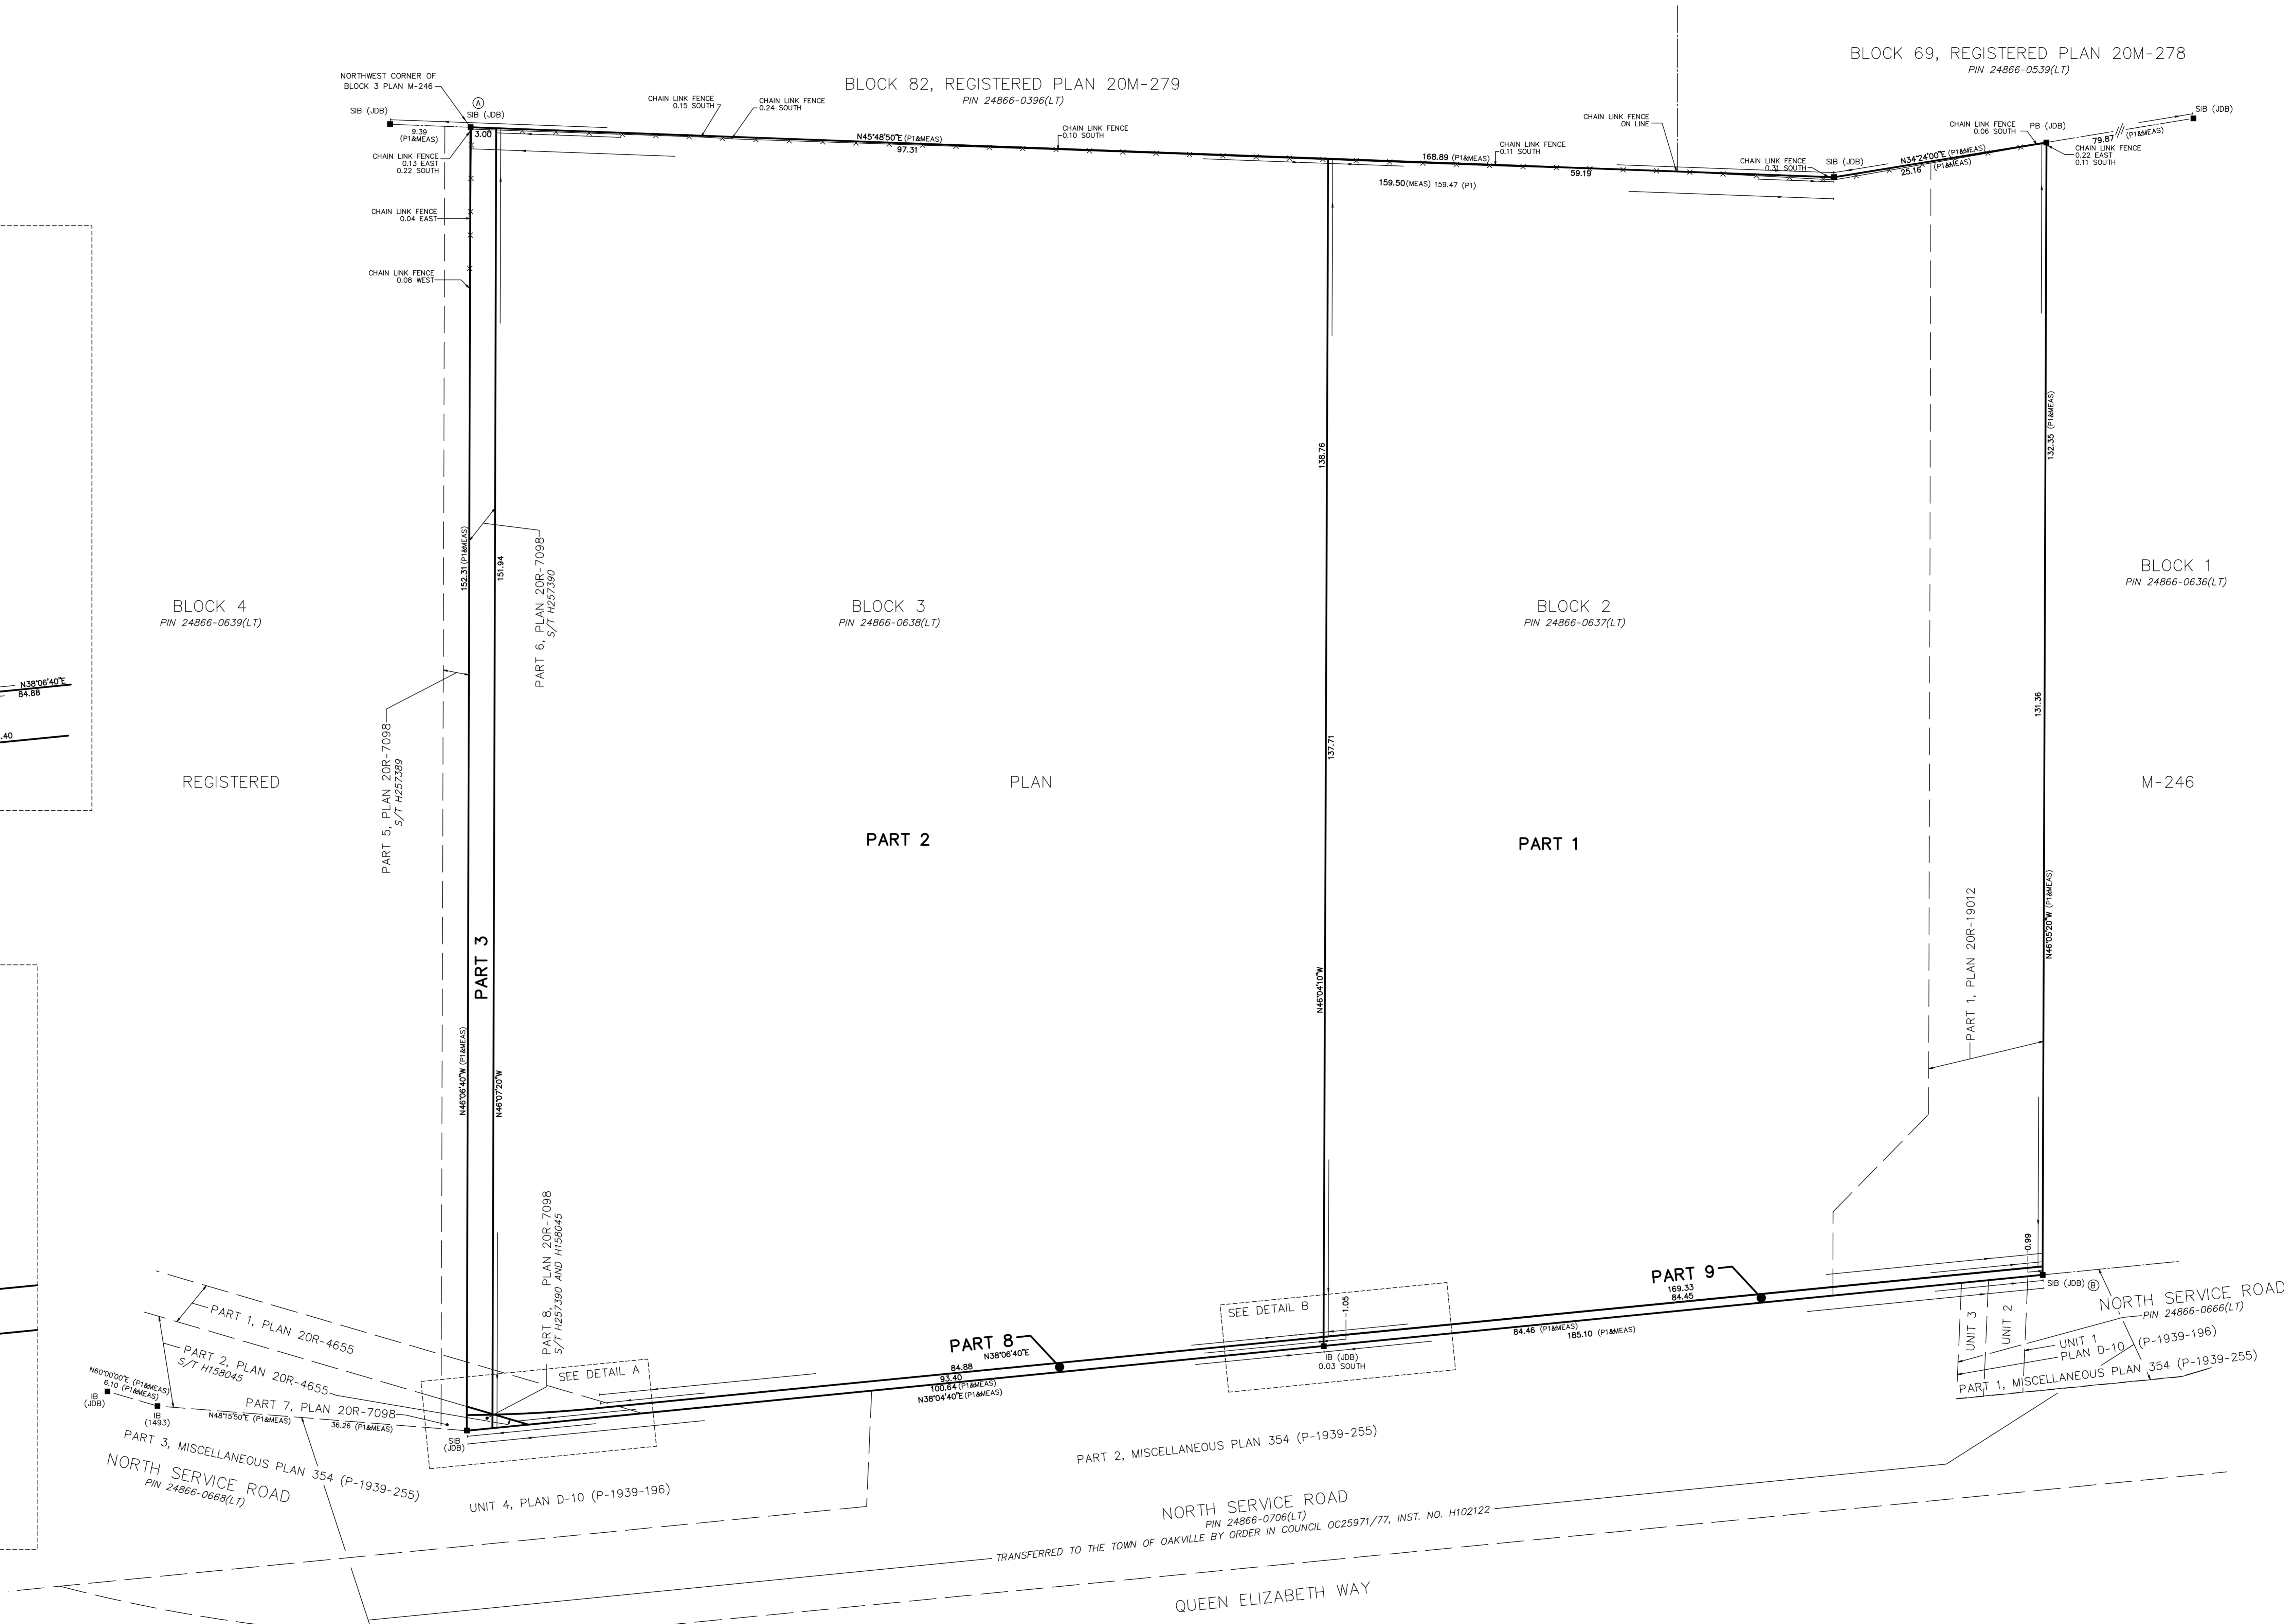 BLOCK 69, REGISTERED PLAN 20M-278
PIN 24866-0539(LT)
NORTHWEST CORNER OF
BLOCK 3 PLAN M-246
BLOCK 82, REGISTERED PLAN 20M-279
PIN 24866-0396(LT)
A
SIB (JDB)
SIB (JDB)
9.39
(P1&MEAS)
3.00
CHAIN LINK FENCE
0.15 SOUTH
CHAIN LINK FENCE
0.24 SOUTH
N45°48'50"E (P1&MEAS)
97.31
CHAIN LINK FENCE
0.10 SOUTH
168.89 (P1&MEAS)
CHAIN LINK FENCE
0.11 SOUTH
159.50(MEAS) 159.47 (P1)
59.19
CHAIN LINK FENCE
ON LINE
CHAIN LINK FENCE
0.31 SOUTH
SIB (JDB)
N34°24'00"E (P1&MEAS)
25.16 (P1&MEAS)
CHAIN LINK FENCE
0.06 SOUTH
PB (JDB)
79.87 (P1&MEAS)
SIB (JDB)
CHAIN LINK FENCE
0.22 EAST
0.11 SOUTH
CHAIN LINK FENCE
0.13 EAST
0.22 SOUTH
CHAIN LINK FENCE
0.04 EAST
CHAIN LINK FENCE
0.08 WEST
152.31 (P1&MEAS)
151.94
PART 6, PLAN 20R-7098
S/T H257390
138.76
137.71
132.35 (P1&MEAS)
131.36
BLOCK 4
PIN 24866-0639(LT)
BLOCK 3
PIN 24866-0638(LT)
BLOCK 2
PIN 24866-0637(LT)
BLOCK 1
PIN 24866-0636(LT)
N38°06'40"E
84.88
.40
PART 5, PLAN 20R-7098
S/T H257389
REGISTERED
PLAN
M-246
PART 2
PART 1
PART 3
N46°06'40"W (P1&MEAS)
N46°07'20"W
N46°04'10"W
N46°05'20"W (P1&MEAS)
PART 1, PLAN 20R-19012
PART 8, PLAN 20R-7098
S/T H257390 AND H158045
PART 1, PLAN 20R-4655
PART 2, PLAN 20R-4655
S/T H158045
PART 7, PLAN 20R-7098
N60°00'00"E (P1&MEAS)
6.10 (P1&MEAS)
IB
(JDB)
IB
(1493)
N48°15'50"E (P1&MEAS)
36.26 (P1&MEAS)
SIB
(JDB)
SEE DETAIL A
PART 8
N38°06'40"E
84.88
93.40
100.64 (P1&MEAS)
N38°04'40"E (P1&MEAS)
SEE DETAIL B
1.05
IB (JDB)
0.03 SOUTH
PART 9
169.33
84.45
84.46 (P1&MEAS)
185.10 (P1&MEAS)
0.99
SIB (JDB)
B
UNIT 3
UNIT 2
NORTH SERVICE ROAD
PIN 24866-0666(LT)
UNIT 1
PLAN D-10 (P-1939-196)
PART 1, MISCELLANEOUS PLAN 354 (P-1939-255)
PART 3, MISCELLANEOUS PLAN 354 (P-1939-255)
NORTH SERVICE ROAD
PIN 24866-0668(LT)
UNIT 4, PLAN D-10 (P-1939-196)
PART 2, MISCELLANEOUS PLAN 354 (P-1939-255)
NORTH SERVICE ROAD
PIN 24866-0706(LT)
TRANSFERRED TO THE TOWN OF OAKVILLE BY ORDER IN COUNCIL OC25971/77, INST. NO. H102122
QUEEN ELIZABETH WAY